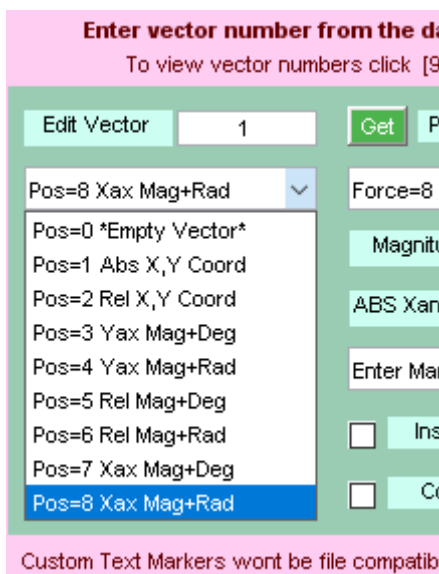 Enter vector number from the da
To view vector numbers click [9
Edit Vector 1 Get P
Pos=8 Xax Mag+Rad Force=8
Pos=0 *Empty Vector*
Pos=1 Abs X,Y Coord Magnitu
Pos=2 Rel X,Y Coord ABS Xan
Pos=3 Yax Mag+Deg
Pos=4 Yax Mag+Rad Enter Mar
Pos=5 Rel Mag+Deg
Pos=6 Rel Mag+Rad Ins
Pos=7 Xax Mag+Deg
Pos=8 Xax Mag+Rad Co
Custom Text Markers wont be file compatib